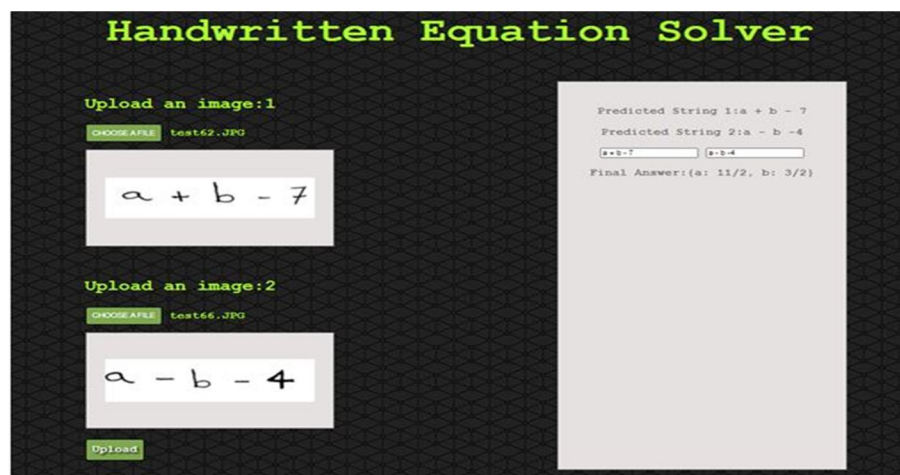 Handwritten Equation Solver
Upload an image:1
CHOOSE A FILE test62.JPG
a + b - 7
Upload an image:2
CHOOSE A FILE test66.JPG
a - b - 4
Upload
Predicted String 1:a + b - 7
Predicted String 2:a - b -4
a+b-7 a-b-4
Final Answer:{a: 11/2, b: 3/2}